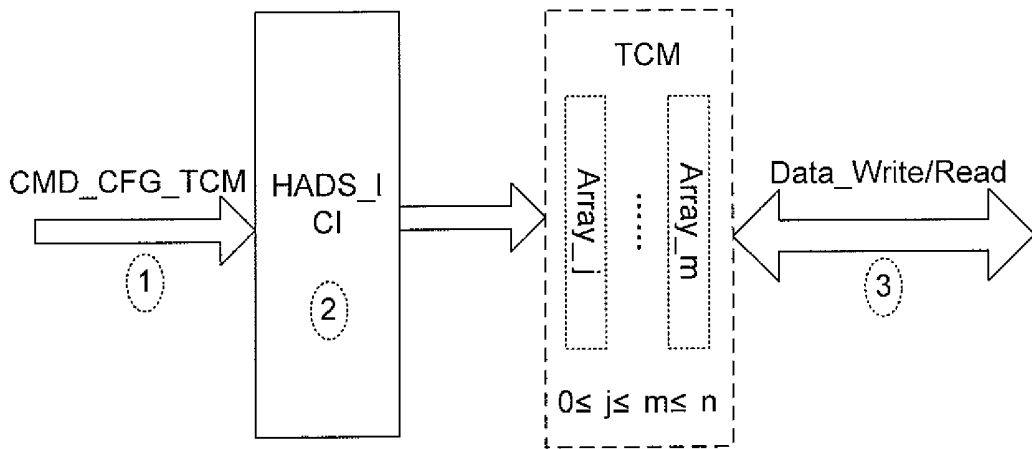 CMD_CFG_TCM
1
HADS_I
CI
2
TCM
Array_j
......
Array_m
0≤ j≤ m≤ n
Data_Write/Read
3